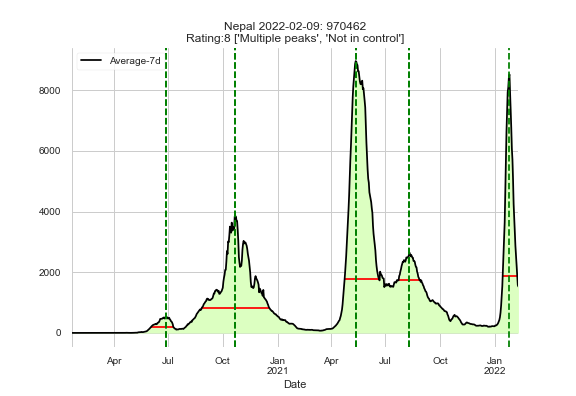 Nepal 2022-02-09: 970462
Rating:8 ['Multiple peaks', 'Not in control']
Average-7d
8000
6000
4000
2000
0
Apr
Jul
Oct
Jan
2021
Apr
Jul
Oct
Jan
2022
Date